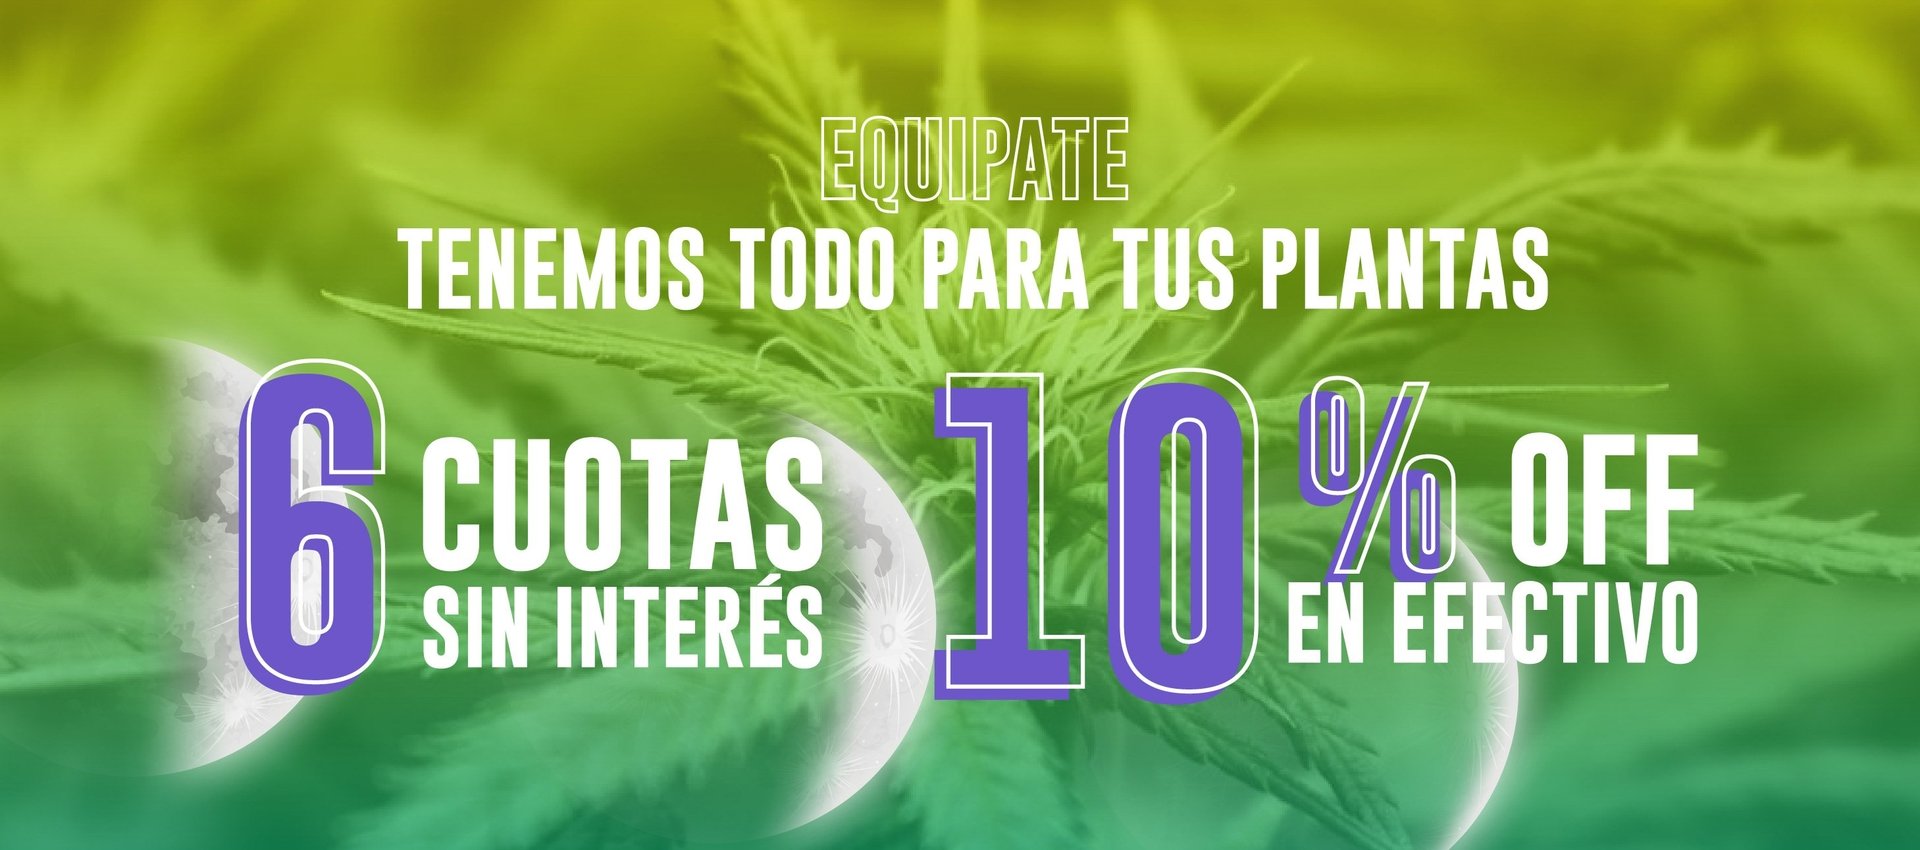 EQUIPATE
TENEMOS TODO PARA TUS PLANTAS
6 CUOTAS
SIN INTERÉS
10% OFF
EN EFECTIVO